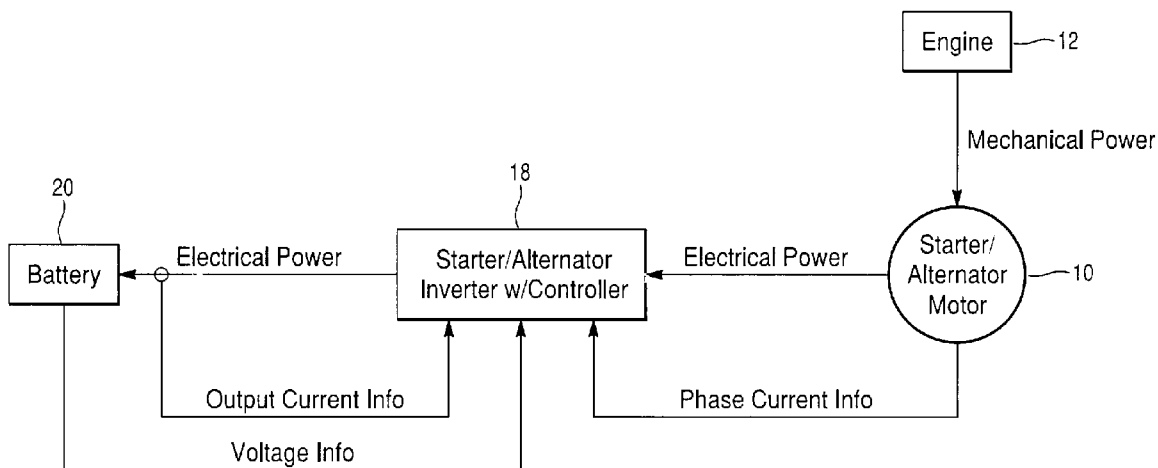 Engine
12
Mechanical Power
20
18
Battery
Electrical Power
Starter/Alternator
Inverter w/Controller
Electrical Power
Starter/
Alternator
Motor
10
Output Current Info
Phase Current Info
Voltage Info